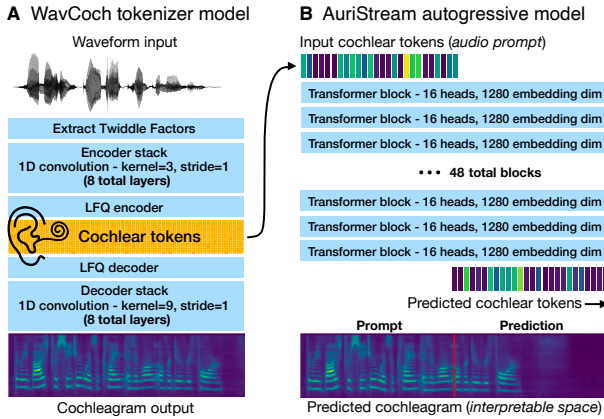 A WavCoch tokenizer model
Waveform input
Extract Twiddle Factors
Encoder stack
1D convolution - kernel=3, stride=1
(8 total layers)
LFQ encoder
Cochlear tokens
LFQ decoder
Decoder stack
1D convolution - kernel=9, stride=1
(8 total layers)
Cochleagram output
B AuriStream autogressive model
Input cochlear tokens (audio prompt)
Transformer block - 16 heads, 1280 embedding dim
Transformer block - 16 heads, 1280 embedding dim
Transformer block - 16 heads, 1280 embedding dim
••• 48 total blocks
Transformer block - 16 heads, 1280 embedding dim
Transformer block - 16 heads, 1280 embedding dim
Transformer block - 16 heads, 1280 embedding dim
Predicted cochlear tokens →
Prompt Prediction
Predicted cochleagram (interpretable space)